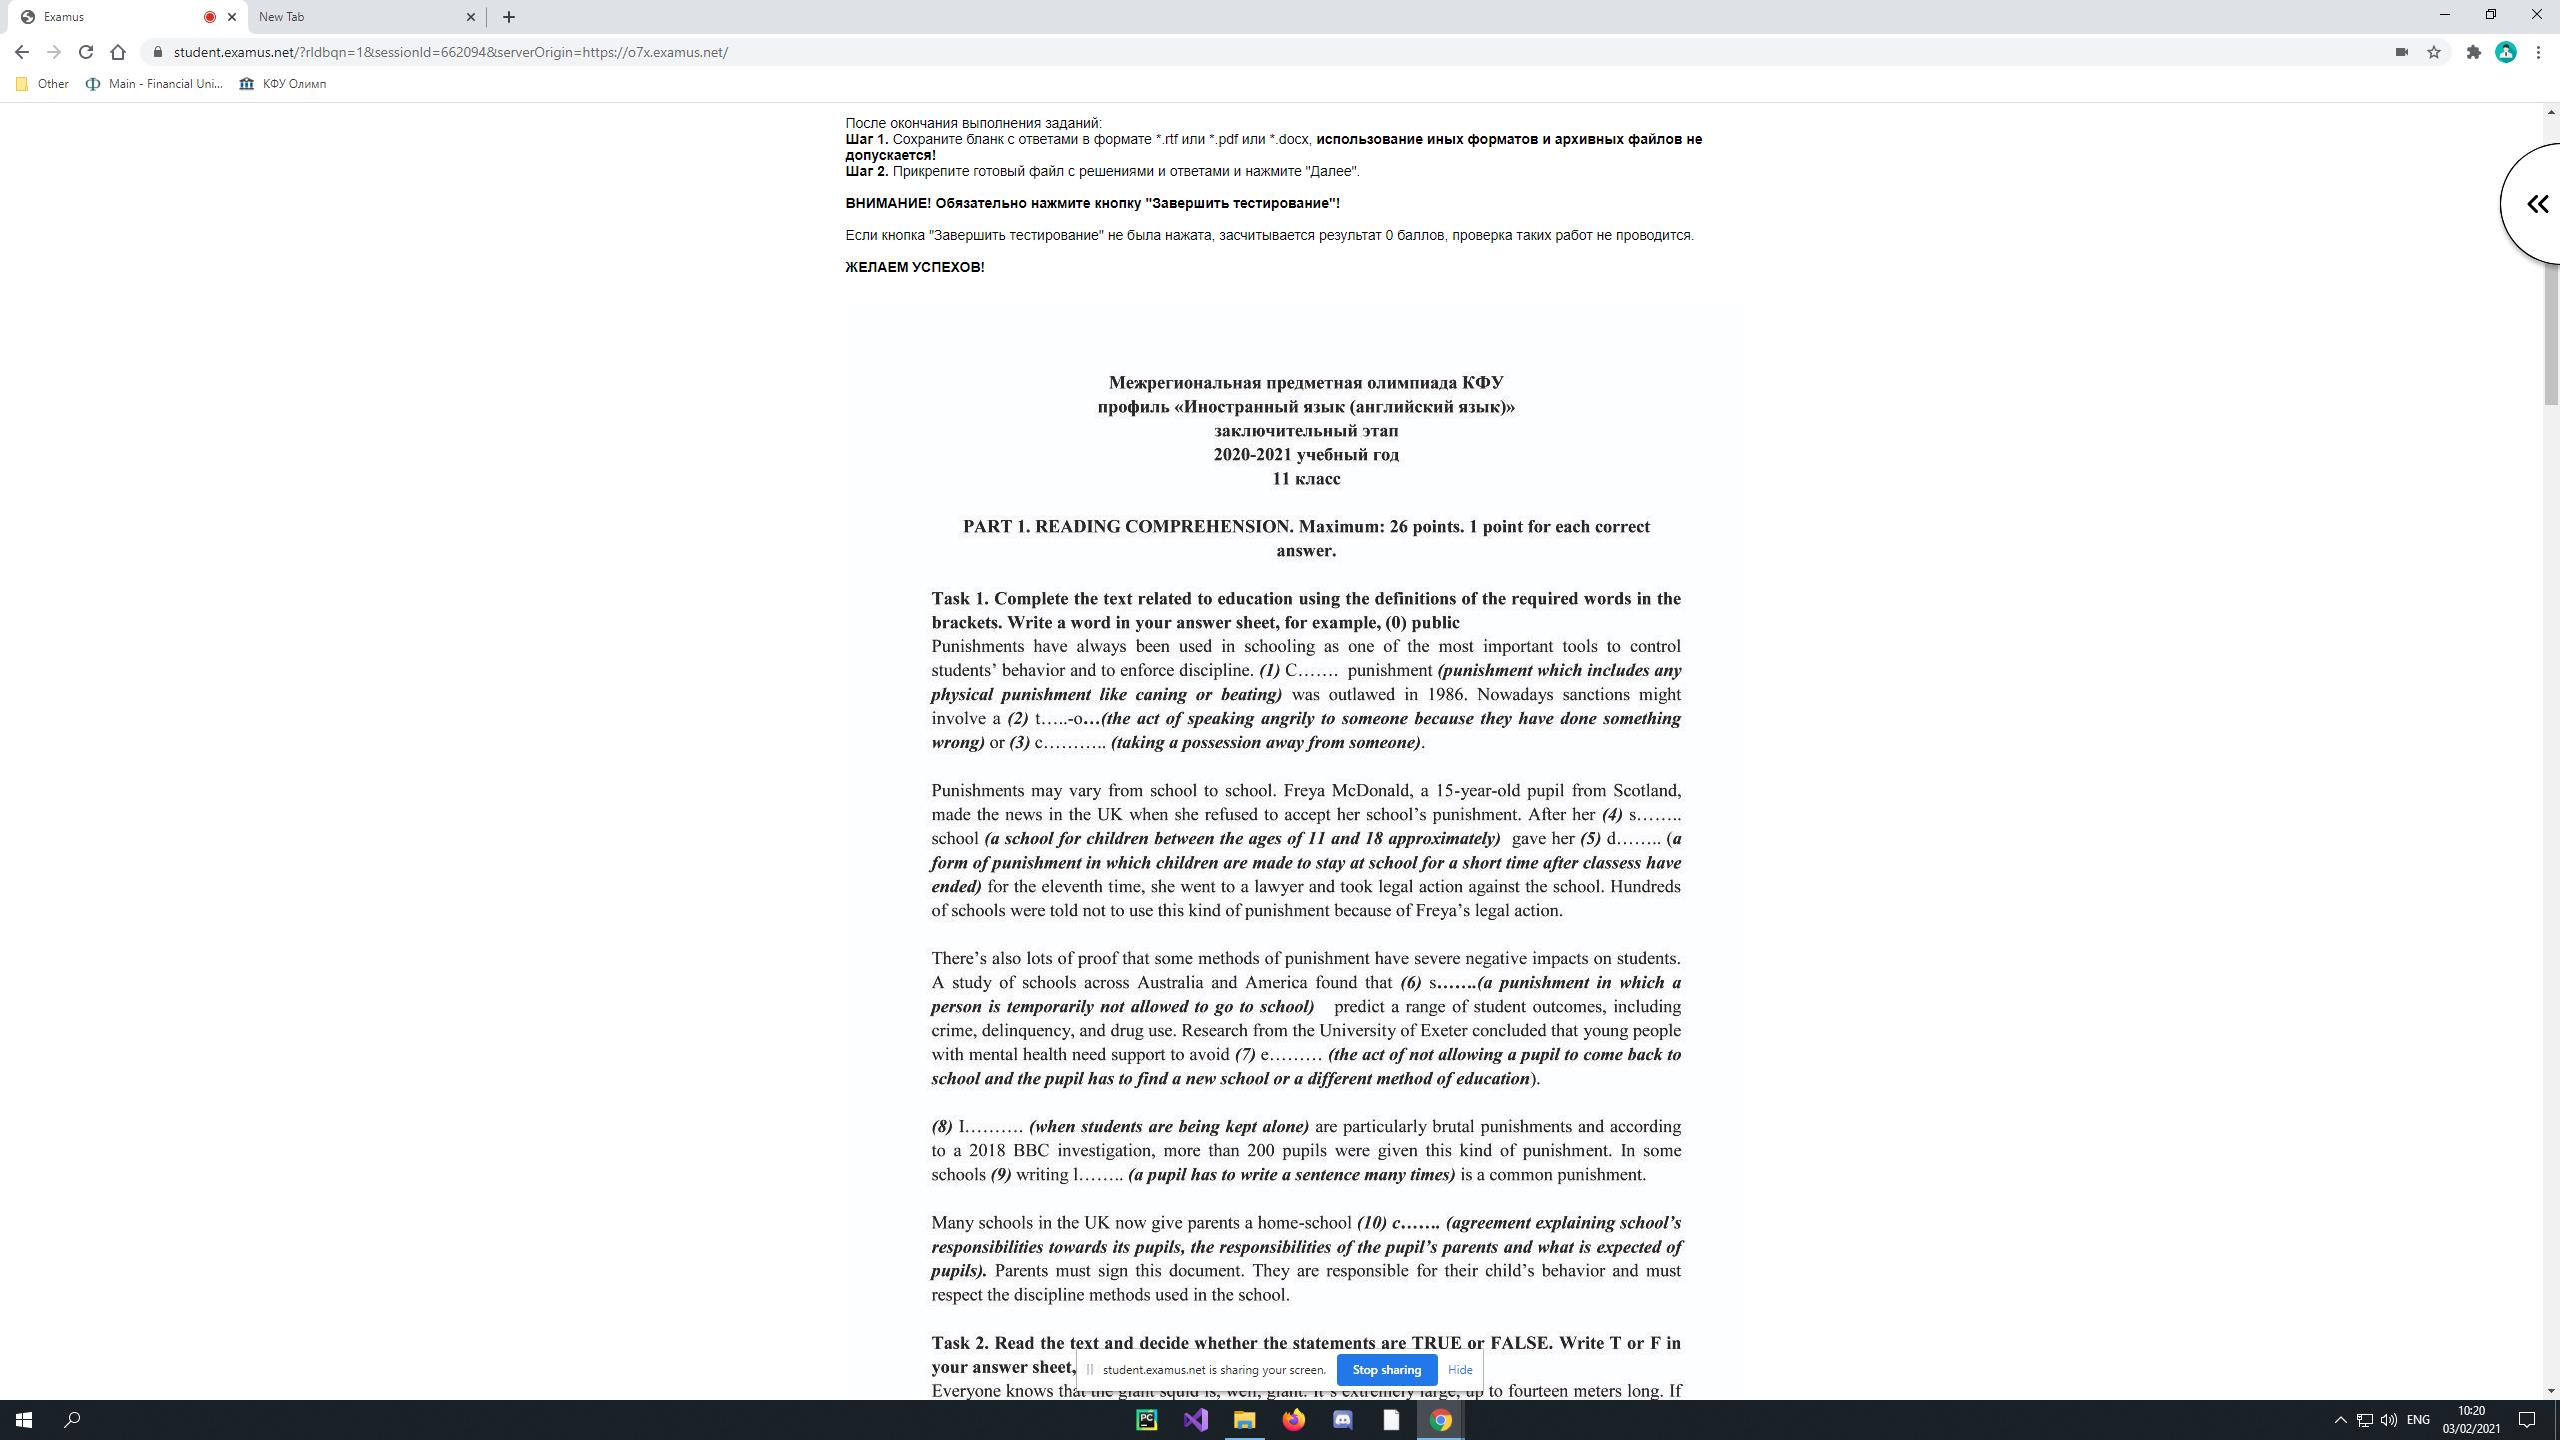 Examus
New Tab
student.examus.net/?rldbqn=1&sessionId=662094&serverOrigin=https://o7x.examus.net/
Other
Main - Financial Uni...
КФУ Олимп
После окончания выполнения заданий:
Шаг 1. Сохраните бланк с ответами в формате *.rtf или *.pdf или *.docx, использование иных форматов и архивных файлов не
допускается!
Шаг 2. Прикрепите готовый файл с решениями и ответами и нажмите "Далее".
ВНИМАНИЕ! Обязательно нажмите кнопку "Завершить тестирование"!
Если кнопка "Завершить тестирование" не была нажата, засчитывается результат 0 баллов, проверка таких работ не проводится.
ЖЕЛАЕМ УСПЕХОВ!
Межрегиональная предметная олимпиада КФУ
профиль «Иностранный язык (английский язык)»
заключительный этап
2020-2021 учебный год
11 класс
PART 1. READING COMPREHENSION. Maximum: 26 points. 1 point for each correct
answer.
Task 1. Complete the text related to education using the definitions of the required words in the
brackets. Write a word in your answer sheet, for example, (0) public
Punishments have always been used in schooling as one of the most important tools to control
students’ behavior and to enforce discipline. (1) C……. punishment (punishment which includes any
physical punishment like caning or beating) was outlawed in 1986. Nowadays sanctions might
involve a (2) t…..-o…(the act of speaking angrily to someone because they have done something
wrong) or (3) c……….. (taking a possession away from someone).
Punishments may vary from school to school. Freya McDonald, a 15-year-old pupil from Scotland,
made the news in the UK when she refused to accept her school’s punishment. After her (4) s……..
school (a school for children between the ages of 11 and 18 approximately) gave her (5) d…….. (a
form of punishment in which children are made to stay at school for a short time after classess have
ended) for the eleventh time, she went to a lawyer and took legal action against the school. Hundreds
of schools were told not to use this kind of punishment because of Freya’s legal action.
There’s also lots of proof that some methods of punishment have severe negative impacts on students.
A study of schools across Australia and America found that (6) s…….(a punishment in which a
person is temporarily not allowed to go to school) predict a range of student outcomes, including
crime, delinquency, and drug use. Research from the University of Exeter concluded that young people
with mental health need support to avoid (7) e……… (the act of not allowing a pupil to come back to
school and the pupil has to find a new school or a different method of education).
(8) I………. (when students are being kept alone) are particularly brutal punishments and according
to a 2018 BBC investigation, more than 200 pupils were given this kind of punishment. In some
schools (9) writing l…….. (a pupil has to write a sentence many times) is a common punishment.
Many schools in the UK now give parents a home-school (10) c……. (agreement explaining school’s
responsibilities towards its pupils, the responsibilities of the pupil’s parents and what is expected of
pupils). Parents must sign this document. They are responsible for their child’s behavior and must
respect the discipline methods used in the school.
Task 2. Read the text and decide whether the statements are TRUE or FALSE. Write T or F in
your answer sheet,
student.examus.net is sharing your screen.
Stop sharing
Hide
Everyone knows that the giant squid is, well, giant. It’s extremely large, up to fourteen meters long. If
PC
ENG
10:20
03/02/2021